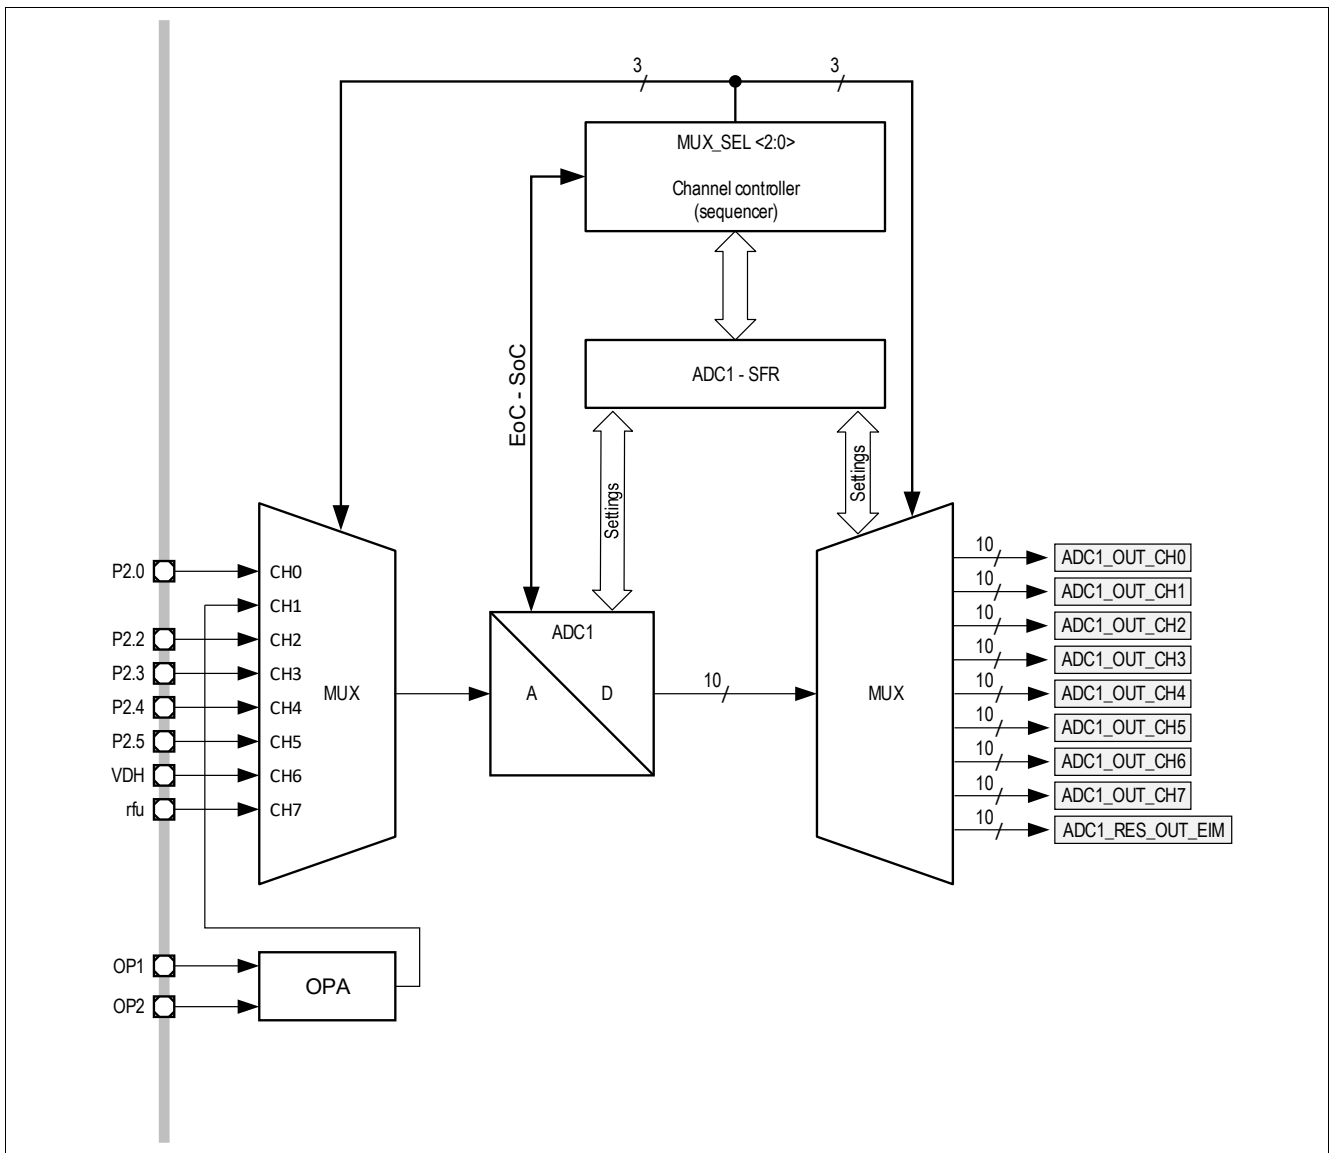 3
3
MUX_SEL <2:0>
Channel controller
(sequencer)
EoC - SoC
ADC1 - SFR
Settings
Settings
P2.0
P2.2
P2.3
P2.4
P2.5
VDH
rfu
CH0
CH1
CH2
CH3
CH4
CH5
CH6
CH7
MUX
ADC1
A
D
10
MUX
10
ADC1_OUT_CH0
10
ADC1_OUT_CH1
10
ADC1_OUT_CH2
10
ADC1_OUT_CH3
10
ADC1_OUT_CH4
10
ADC1_OUT_CH5
10
ADC1_OUT_CH6
10
ADC1_OUT_CH7
10
ADC1_RES_OUT_EIM
OP1
OP2
OPA